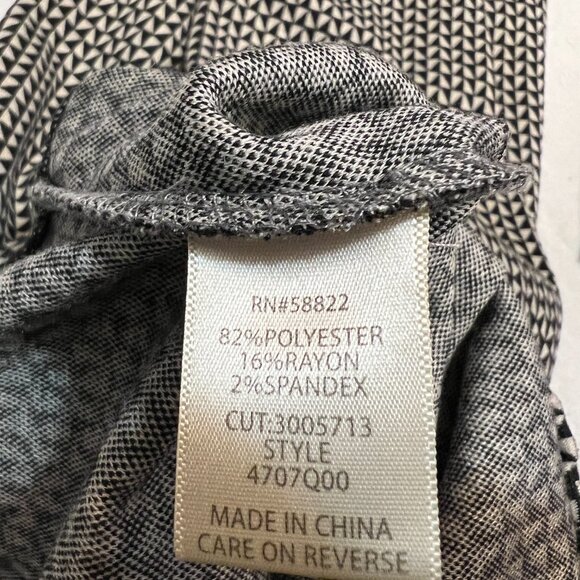 RN#58822
82%POLYESTER
16%RAYON
2%SPANDEX
CUT:3005713
STYLE
4707Q00
MADE IN CHINA
CARE ON REVERSE